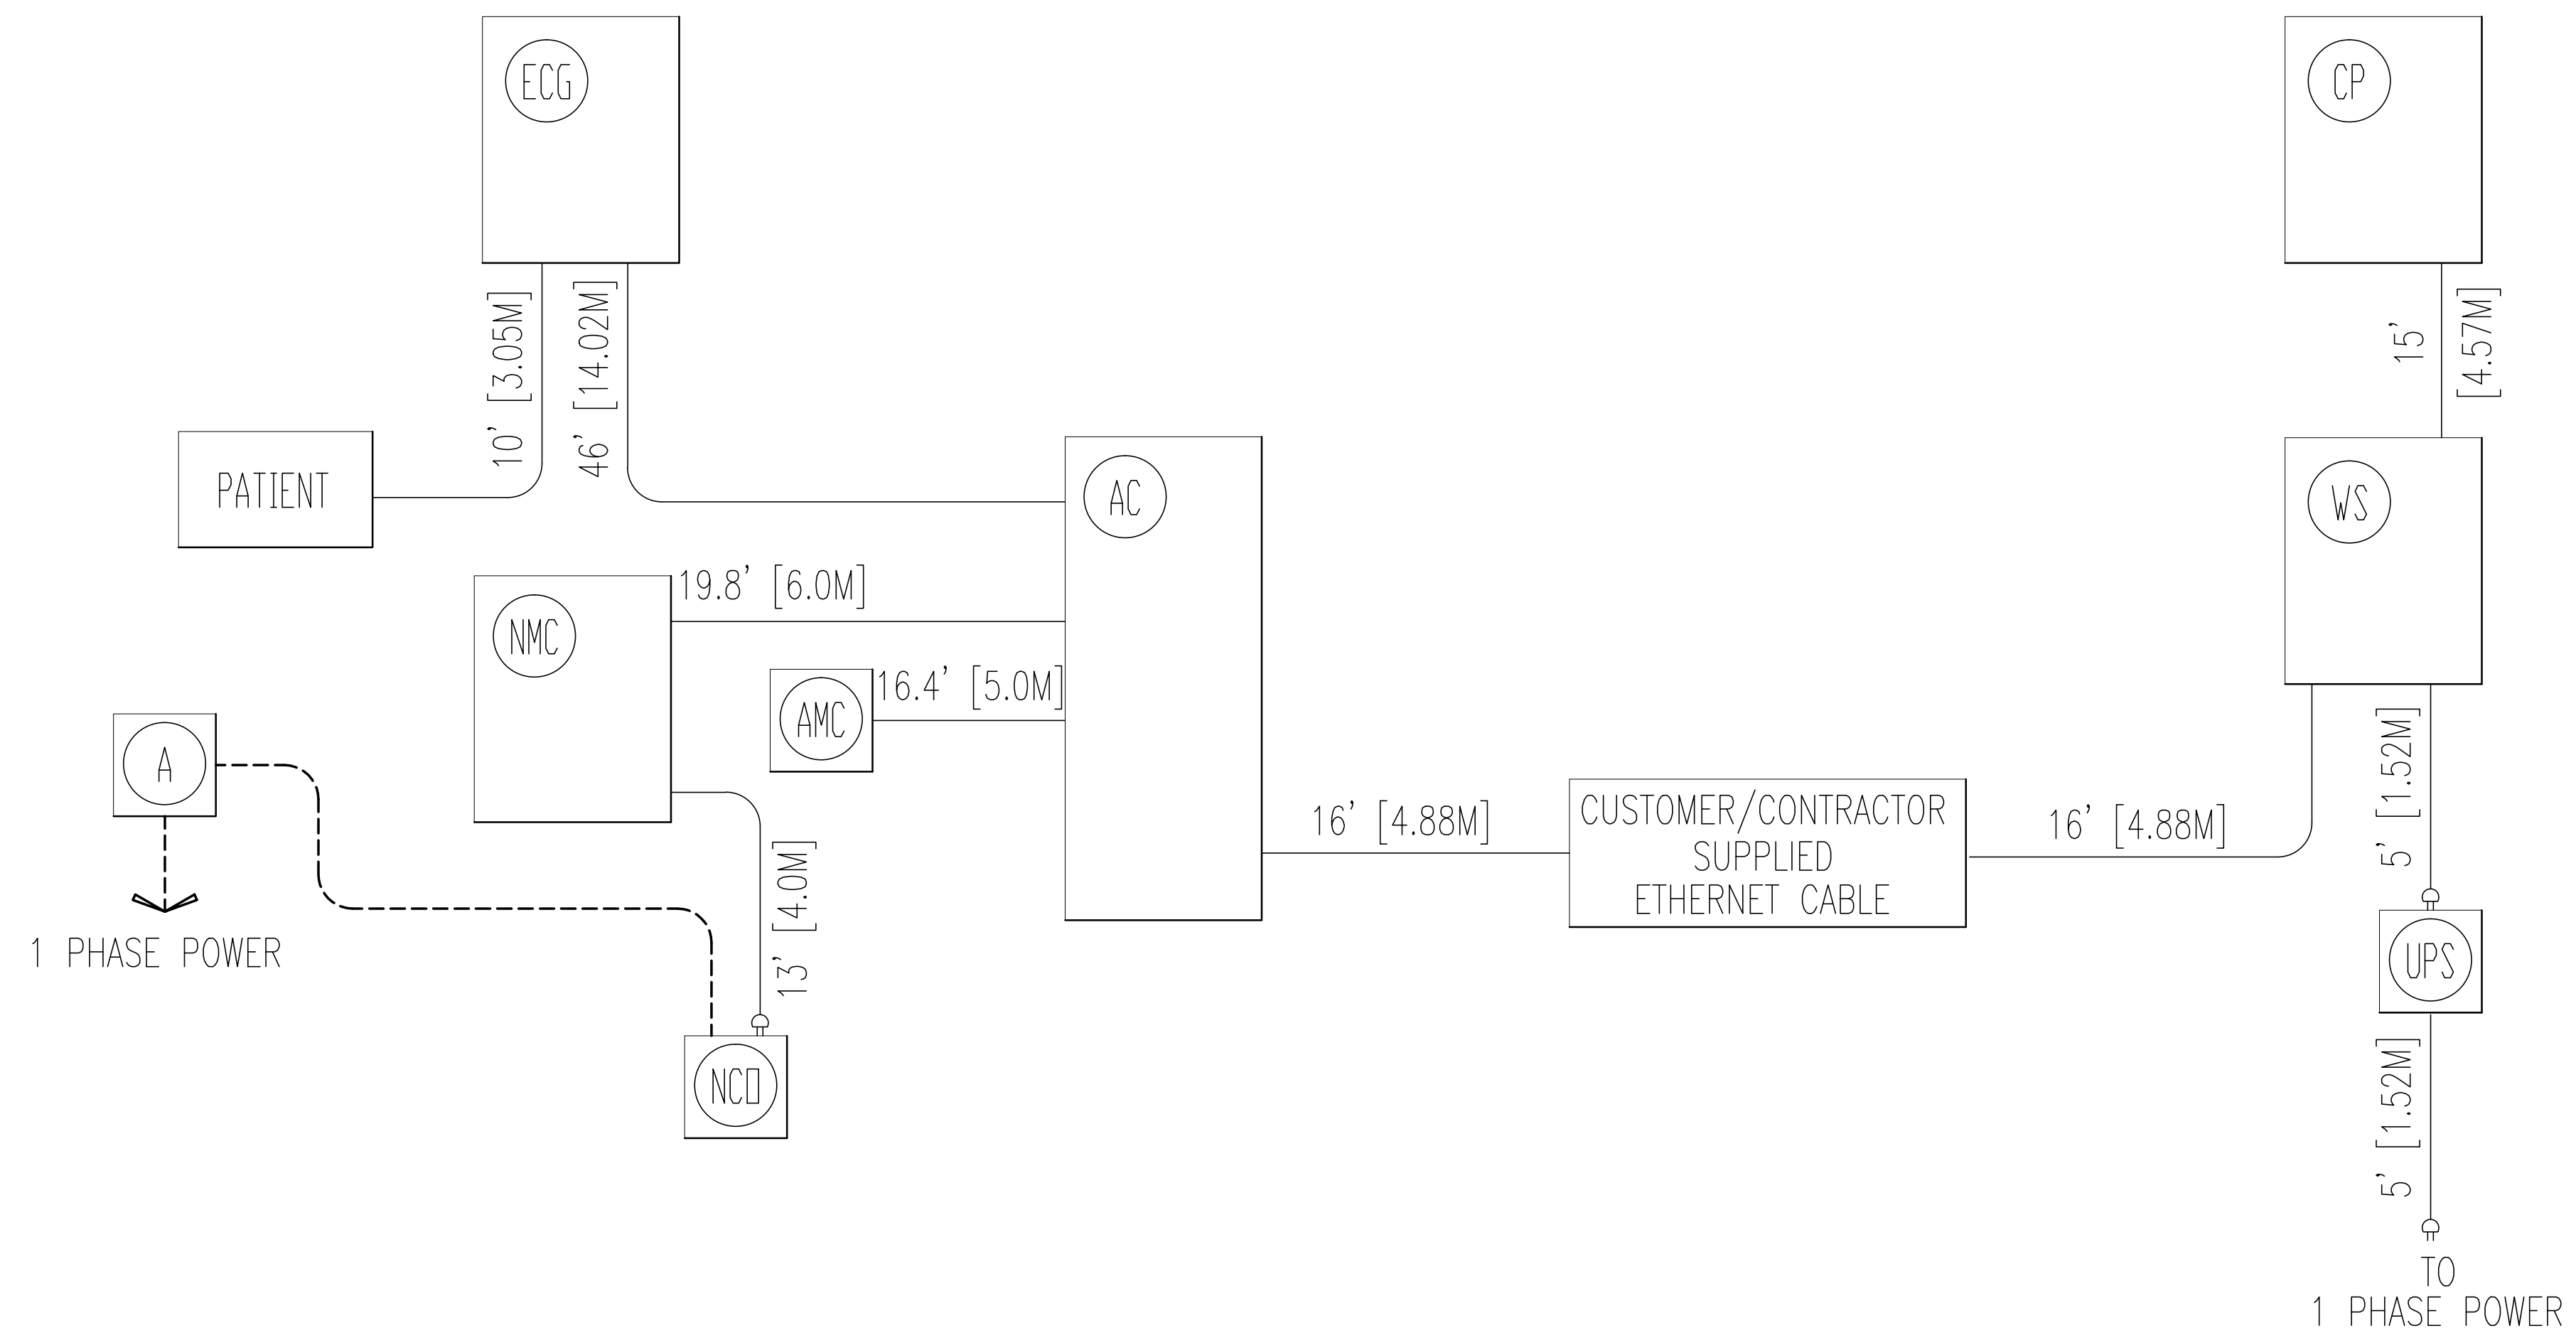 ECG
CP
10' [3.05M]
46' [14.02M]
15'
[4.57M]
PATIENT
AC
WS
19.8' [6.0M]
NMC
16.4' [5.0M]
AMC
A
5' [1.52M]
16' [4.88M]
CUSTOMER/CONTRACTOR
SUPPLIED
ETHERNET CABLE
16' [4.88M]
13' [4.0M]
1 PHASE POWER
UPS
NCO
5' [1.52M]
TO
1 PHASE POWER